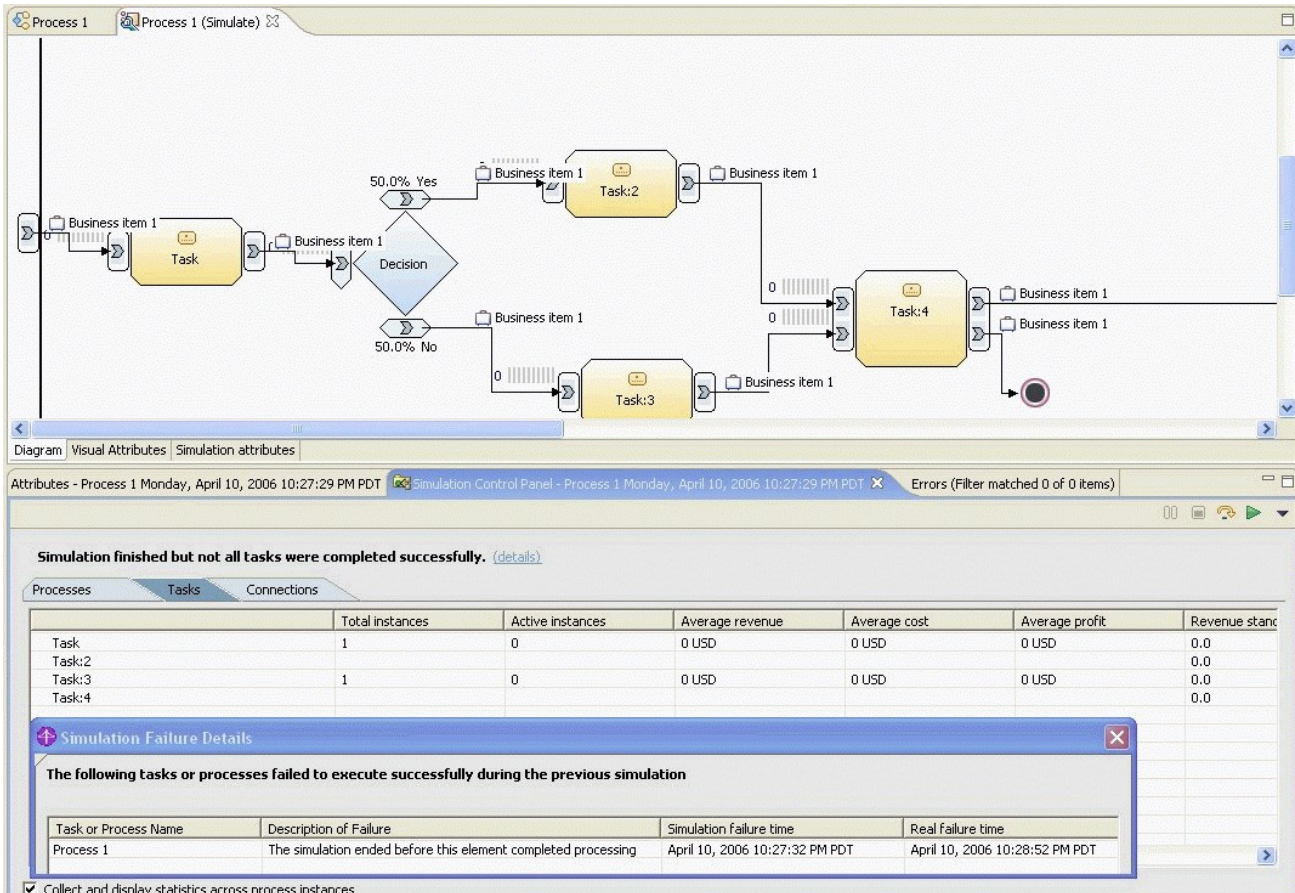 Process 1
Process 1 (Simulate)
50.0% Yes
Business item 1
Task:2
Business item 1
Business item 1
0
Task
Business item 1
Decision
0
Business item 1
Task:4
0
Business item 1
Business item 1
50.0% No
0
Task:3
Business item 1
Diagram
Visual Attributes
Simulation attributes
Attributes - Process 1 Monday, April 10, 2006 10:27:29 PM PDT
Simulation Control Panel - Process 1 Monday, April 10, 2006 10:27:29 PM PDT
Errors (Filter matched 0 of 0 items)
Simulation finished but not all tasks were completed successfully. (details)
Processes
Tasks
Connections
Total instances Active instances Average revenue Average cost Average profit Revenue stanc
Task 1 0 0 USD 0 USD 0 USD 0.0
Task:2 0.0
Task:3 1 0 0 USD 0 USD 0 USD 0.0
Task:4 0.0
Simulation Failure Details
The following tasks or processes failed to execute successfully during the previous simulation
Task or Process Name Description of Failure Simulation failure time Real failure time
Process 1 The simulation ended before this element completed processing April 10, 2006 10:27:32 PM PDT April 10, 2006 10:28:52 PM PDT
Collect and display statistics across process instances